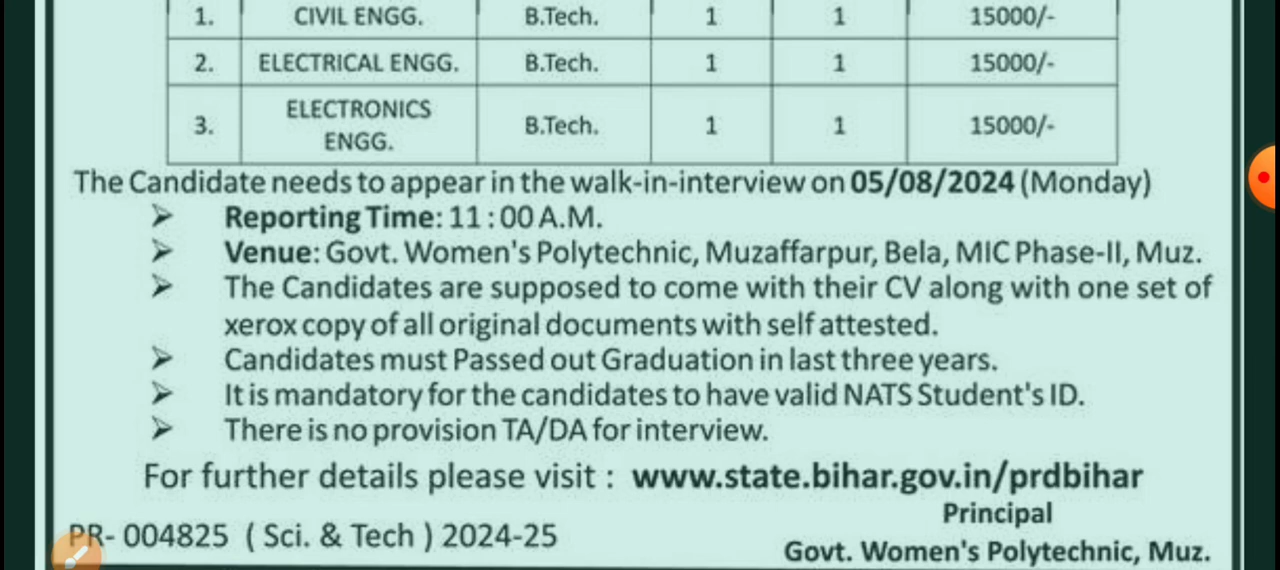 1. CIVIL ENGG. B.Tech. 1 1 15000/-
2. ELECTRICAL ENGG. B.Tech. 1 1 15000/-
3. ELECTRONICS ENGG. B.Tech. 1 1 15000/-
The Candidate needs to appear in the walk-in-interview on 05/08/2024 (Monday)
➢ Reporting Time: 11:00 A.M.
➢ Venue: Govt. Women's Polytechnic, Muzaffarpur, Bela, MIC Phase-II, Muz.
➢ The Candidates are supposed to come with their CV along with one set of
xerox copy of all original documents with self attested.
➢ Candidates must Passed out Graduation in last three years.
➢ It is mandatory for the candidates to have valid NATS Student's ID.
➢ There is no provision TA/DA for interview.
For further details please visit : www.state.bihar.gov.in/prdbihar
Principal
PR- 004825 ( Sci. & Tech ) 2024-25
Govt. Women's Polytechnic, Muz.